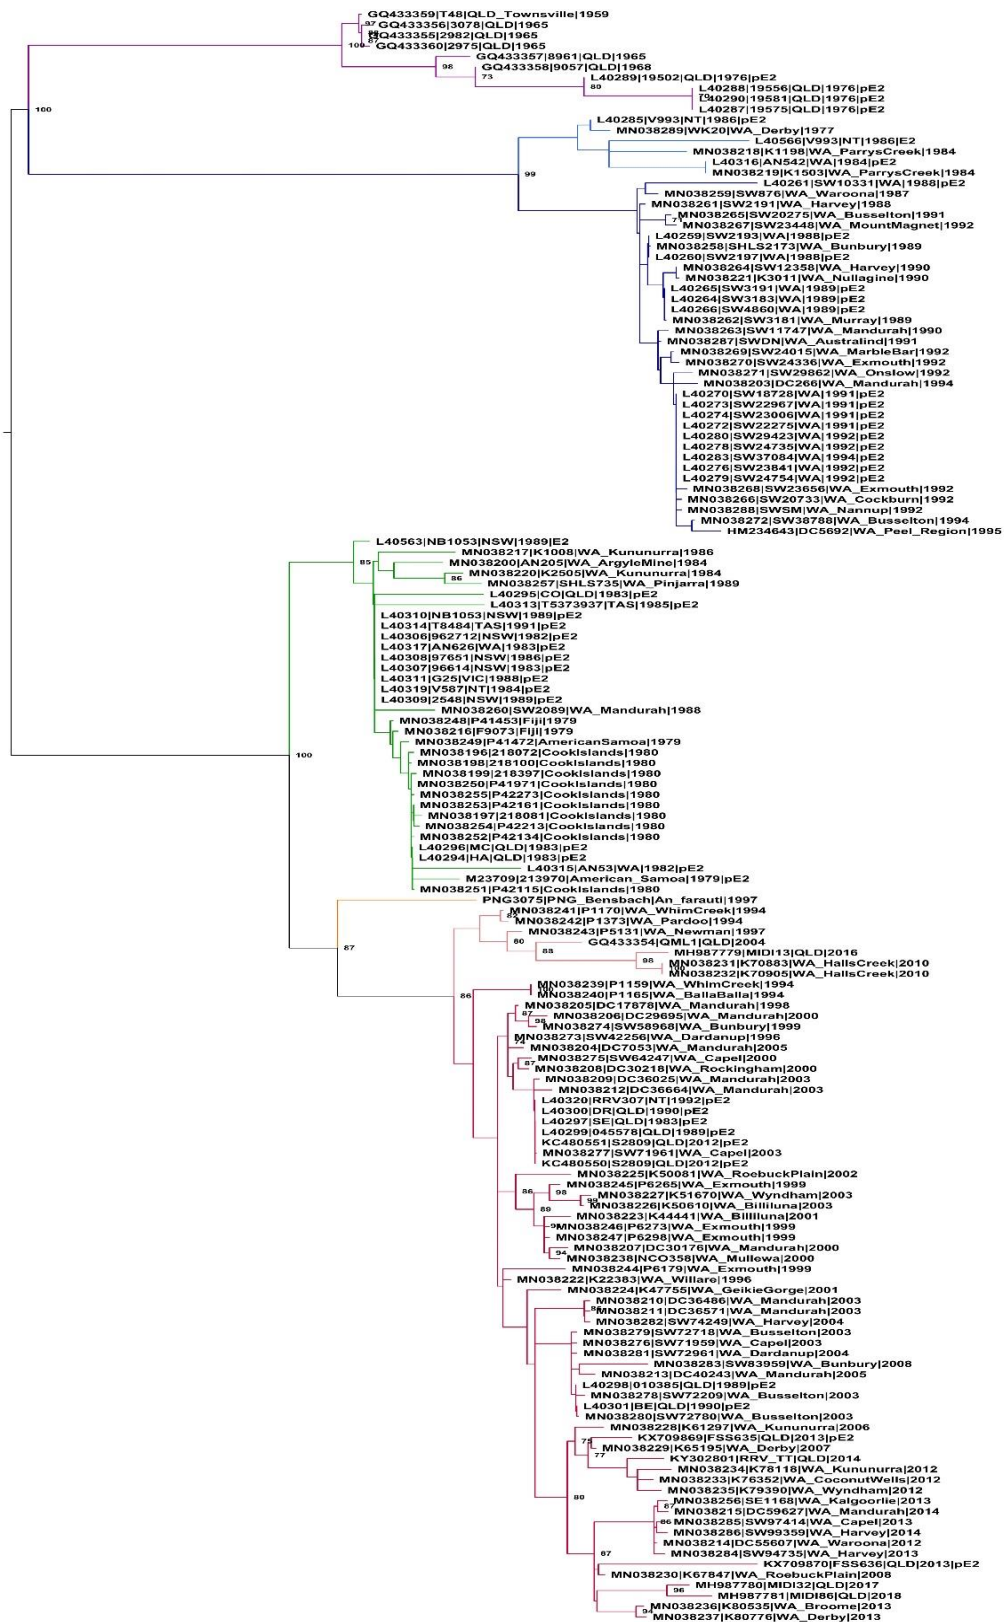 GQ433359|T48|QLD_Townsville|1959
97
GQ433356|3078|QLD|1965
GQ433355|2982|QLD|1965
87
100
GQ433360|2975|QLD|1965
GQ433357|8961|QLD|1965
98
GQ433358|9057|QLD|1968
73
L40289|19502|QLD|1976|pE2
80
L40288|19556|QLD|1976|pE2
L40290|19581|QLD|1976|pE2
100
L40287|19575|QLD|1976|pE2
L40285|V993|NT|1986|pE2
MN038289|WK20|WA_Derby|1977
L40566|V993|NT|1986|E2
MN038218|K1198|WA_ParrysCreek|1984
L40316|AN542|WA|1984|pE2
MN038219|K1503|WA_ParrysCreek|1984
99
L40261|SW10331|WA|1988|pE2
MN038259|SW876|WA_Waroona|1987
MN038261|SW2191|WA_Harvey|1988
MN038265|SW20275|WA_Busselton|1991
MN038267|SW23448|WA_MountMagnet|1992
L40259|SW2193|WA|1988|pE2
MN038258|SHLS2173|WA_Bunbury|1989
L40260|SW2197|WA|1988|pE2
MN038264|SW12358|WA_Harvey|1990
MN038221|K3011|WA_Nullagine|1990
L40265|SW3191|WA|1989|pE2
L40264|SW3183|WA|1989|pE2
L40266|SW4860|WA|1989|pE2
MN038262|SW3181|WA_Murray|1989
MN038263|SW11747|WA_Mandurah|1990
MN038287|SWDN|WA_Australind|1991
MN038269|SW24015|WA_MarbleBar|1992
MN038270|SW24336|WA_Exmouth|1992
MN038271|SW29862|WA_Onslow|1992
MN038203|DC266|WA_Mandurah|1994
L40270|SW18728|WA|1991|pE2
L40273|SW22967|WA|1991|pE2
L40274|SW23006|WA|1991|pE2
L40272|SW22275|WA|1991|pE2
L40280|SW29423|WA|1992|pE2
L40278|SW24735|WA|1992|pE2
L40283|SW37084|WA|1994|pE2
L40276|SW23841|WA|1992|pE2
L40279|SW24754|WA|1992|pE2
MN038268|SW23656|WA_Exmouth|1992
MN038266|SW20733|WA_Cockburn|1992
MN038288|SWSM|WA_Nannup|1992
MN038272|SW38788|WA_Busselton|1994
HM234643|DC5692|WA_Peel_Region|1995
L40563|NB1053|NSW|1989|E2
MN038217|K1008|WA_Kununurra|1986
85
MN038200|AN205|WA_ArgyleMine|1984
MN038220|K2505|WA_Kununurra|1984
86
MN038257|SHLS735|WA_Pinjarra|1989
L40295|CO|QLD|1983|pE2
L40313|T5373937|TAS|1985|pE2
L40310|NB1053|NSW|1989|pE2
L40314|T8484|TAS|1991|pE2
L40306|962712|NSW|1982|pE2
L40317|AN626|WA|1983|pE2
L40308|97651|NSW|1986|pE2
L40307|96614|NSW|1983|pE2
L40311|G25|VIC|1988|pE2
L40319|V587|NT|1984|pE2
L40309|2548|NSW|1989|pE2
MN038260|SW2089|WA_Mandurah|1988
MN038248|P41453|Fiji|1979
MN038216|F9073|Fiji|1979
MN038249|P41472|AmericanSamoa|1979
MN038196|218072|CookIslands|1980
100
MN038198|218100|CookIslands|1980
MN038199|218397|CookIslands|1980
MN038250|P41971|CookIslands|1980
MN038255|P42273|CookIslands|1980
MN038253|P42161|CookIslands|1980
MN038197|218081|CookIslands|1980
MN038254|P42213|CookIslands|1980
MN038252|P42134|CookIslands|1980
L40296|MC|QLD|1983|pE2
L40294|HA|QLD|1983|pE2
L40315|AN53|WA|1982|pE2
M23709|213970|American_Samoa|1979|pE2
MN038251|P42115|CookIslands|1980
PNG3075|PNG_Bensbach|An_farauti|1997
MN038241|P1170|WA_WhimCreek|1994
MN038242|P1373|WA_Pardoo|1994
MN038243|P5131|WA_Newman|1997
60
GQ433354|QML1|QLD|2004
87
88
MH987779|MIDI13|QLD|2016
98
MN038231|K70883|WA_HallsCreek|2010
100
MN038232|K70905|WA_HallsCreek|2010
MN038239|P1159|WA_WhimCreek|1994
100
86
MN038240|P1165|WA_BallaBalla|1994
MN038205|DC17878|WA_Mandurah|1998
87
MN038206|DC29695|WA_Mandurah|2000
98
MN038274|SW58968|WA_Bunbury|1999
MN038273|SW42256|WA_Dardanup|1996
74
MN038204|DC7053|WA_Mandurah|2005
MN038275|SW64247|WA_Capel|2000
87
MN038208|DC30218|WA_Rockingham|2000
MN038209|DC36025|WA_Mandurah|2003
MN038212|DC36664|WA_Mandurah|2003
L40320|RRV307|NT|1992|pE2
L40300|DR|QLD|1990|pE2
L40297|SE|QLD|1983|pE2
L40299|045578|QLD|1989|pE2
KC480551|S2809|QLD|2012|pE2
MN038277|SW71961|WA_Capel|2003
KC480550|S2809|QLD|2012|pE2
MN038225|K50081|WA_RoebuckPlain|2002
MN038245|P6265|WA_Exmouth|1999
86
98
MN038227|K51670|WA_Wyndham|2003
MN038226|K50610|WA_Billiluna|2003
89
MN038223|K44441|WA_Billiluna|2001
MN038246|P6273|WA_Exmouth|1999
MN038247|P6298|WA_Exmouth|1999
MN038207|DC30176|WA_Mandurah|2000
94
MN038238|NCO358|WA_Mullewa|2000
MN038244|P6179|WA_Exmouth|1999
MN038222|K22383|WA_Willare|1996
MN038224|K47755|WA_GeikieGorge|2001
MN038210|DC36486|WA_Mandurah|2003
MN038211|DC36571|WA_Mandurah|2003
MN038282|SW74249|WA_Harvey|2004
MN038279|SW72718|WA_Busselton|2003
MN038276|SW71959|WA_Capel|2003
MN038281|SW72961|WA_Dardanup|2004
MN038283|SW83959|WA_Bunbury|2008
MN038213|DC40243|WA_Mandurah|2005
L40298|010385|QLD|1989|pE2
MN038278|SW72209|WA_Busselton|2003
L40301|BE|QLD|1990|pE2
MN038280|SW72780|WA_Busselton|2003
MN038228|K61297|WA_Kununurra|2006
KX709869|FSS635|QLD|2013|pE2
75
MN038229|K65195|WA_Derby|2007
77
KY302801|RRV_TT|QLD|2014
MN038234|K78118|WA_Kununurra|2012
MN038233|K76352|WA_CoconutWells|2012
MN038235|K79390|WA_Wyndham|2012
80
MN038256|SE1168|WA_Kalgoorlie|2013
87
MN038215|DC59627|WA_Mandurah|2014
MN038285|SW97414|WA_Capel|2013
86
MN038286|SW99359|WA_Harvey|2014
MN038214|DC55607|WA_Waroona|2012
MN038284|SW94735|WA_Harvey|2013
67
KX709870|FSS636|QLD|2013|pE2
MN038230|K67847|WA_RoebuckPlain|2008
MH987780|MIDI32|QLD|2017
96
MH987781|MIDI86|QLD|2018
MN038236|K80535|WA_Broome|2013
94
MN038237|K80776|WA_Derby|2013